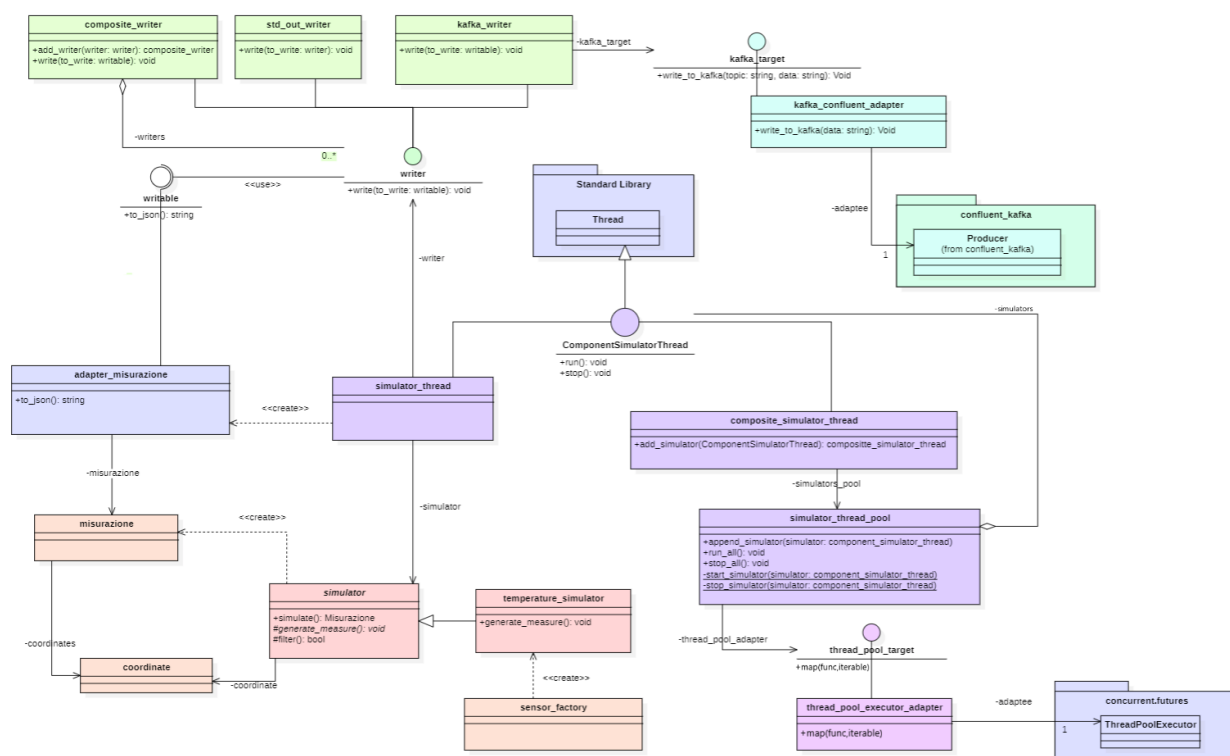 composite_writer
+add_writer(writer: writer): composite_writer
+write(to_write: writable): void
std_out_writer
+write(to_write: writer): void
kafka_writer
+write(to_write: writable): void
-kafka_target
kafka_target
+write_to_kafka(topic: string, data: string): Void
kafka_confluent_adapter
+write_to_kafka(data: string): Void
-writers
0..*
writer
+write(to_write: writable): void
<<use>>
writable
+to_json(): string
Standard Library
Thread
-adaptee
1
confluent_kafka
Producer
(from confluent_kafka)
-writer
-simulators
ComponentSimulatorThread
+run(): void
+stop(): void
adapter_misurazione
+to_json(): string
<<create>>
simulator_thread
composite_simulator_thread
+add_simulator(ComponentSimulatorThread): compositte_simulator_thread
-misurazione
-simulators_pool
-simulator
misurazione
<<create>>
simulator_thread_pool
+append_simulator(simulator: component_simulator_thread)
+run_all(): void
+stop_all(): void
-start_simulator(simulator: component_simulator_thread)
-stop_simulator(simulator: component_simulator_thread)
simulator
+simulate(): Misurazione
#generate_measure(): void
#filter(): bool
temperature_simulator
+generate_measure(): void
-coordinates
-thread_pool_adapter
thread_pool_target
+map(func,iterable)
coordinate
-coordinate
<<create>>
sensor_factory
thread_pool_executor_adapter
+map(func,iterable)
-adaptee
1
concurrent.futures
ThreadPoolExecutor